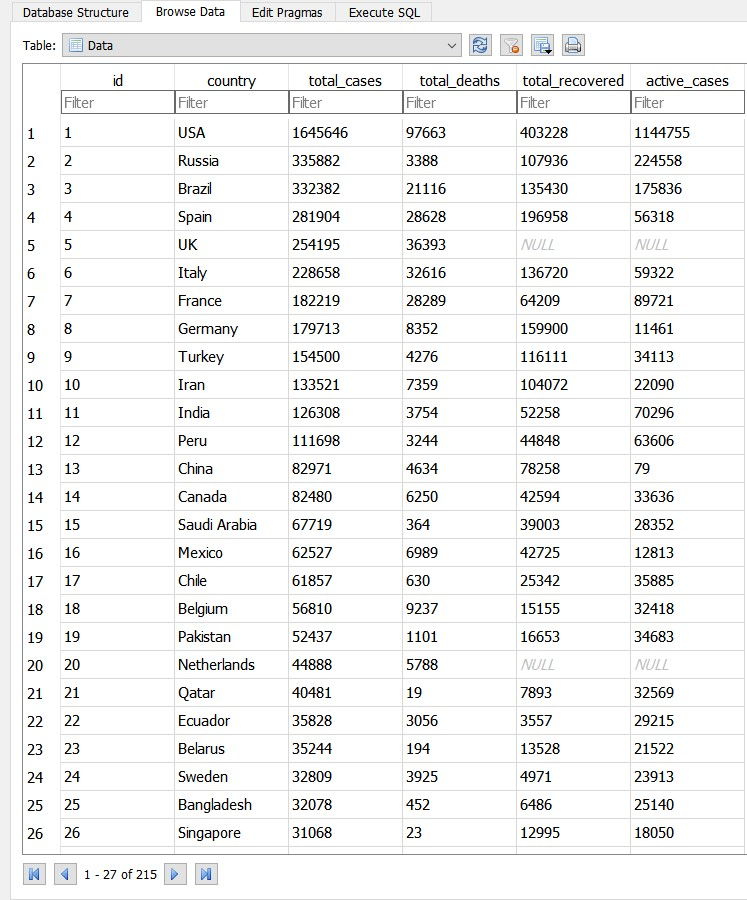 Database Structure Browse Data Edit Pragmas Execute SQL
Table: Data
id country total_cases total_deaths total_recovered active_cases
Filter Filter Filter Filter Filter Filter
1 1 USA 1645646 97663 403228 1144755
2 2 Russia 335882 3388 107936 224558
3 3 Brazil 332382 21116 135430 175836
4 4 Spain 281904 28628 196958 56318
5 5 UK 254195 36393 NULL NULL
6 6 Italy 228658 32616 136720 59322
7 7 France 182219 28289 64209 89721
8 8 Germany 179713 8352 159900 11461
9 9 Turkey 154500 4276 116111 34113
10 10 Iran 133521 7359 104072 22090
11 11 India 126308 3754 52258 70296
12 12 Peru 111698 3244 44848 63606
13 13 China 82971 4634 78258 79
14 14 Canada 82480 6250 42594 33636
15 15 Saudi Arabia 67719 364 39003 28352
16 16 Mexico 62527 6989 42725 12813
17 17 Chile 61857 630 25342 35885
18 18 Belgium 56810 9237 15155 32418
19 19 Pakistan 52437 1101 16653 34683
20 20 Netherlands 44888 5788 NULL NULL
21 21 Qatar 40481 19 7893 32569
22 22 Ecuador 35828 3056 3557 29215
23 23 Belarus 35244 194 13528 21522
24 24 Sweden 32809 3925 4971 23913
25 25 Bangladesh 32078 452 6486 25140
26 26 Singapore 31068 23 12995 18050
1 - 27 of 215